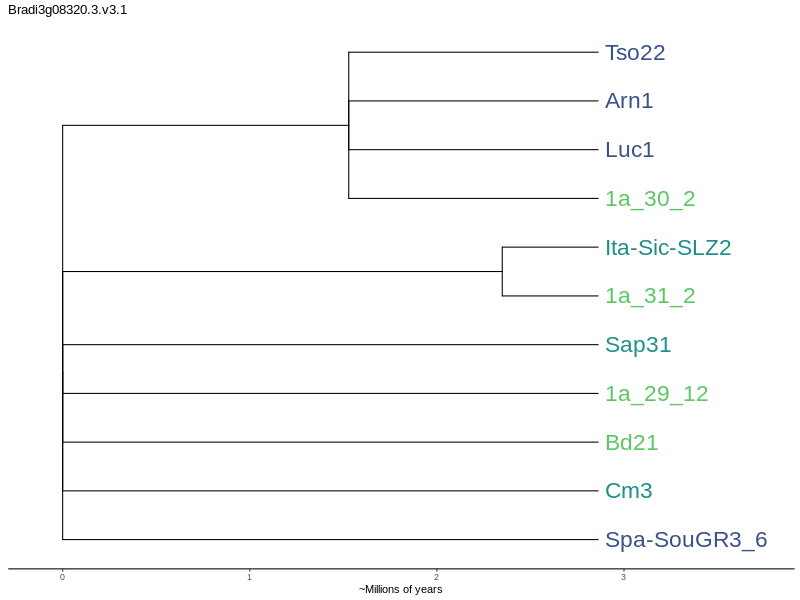 Bradi3g08320.3.v3.1
Tso22
Arn1
Luc1
1a_30_2
Ita-Sic-SLZ2
1a_31_2
Sap31
1a_29_12
Bd21
Cm3
Spa-SouGR3_6
0 1 2 3
~Millions of years